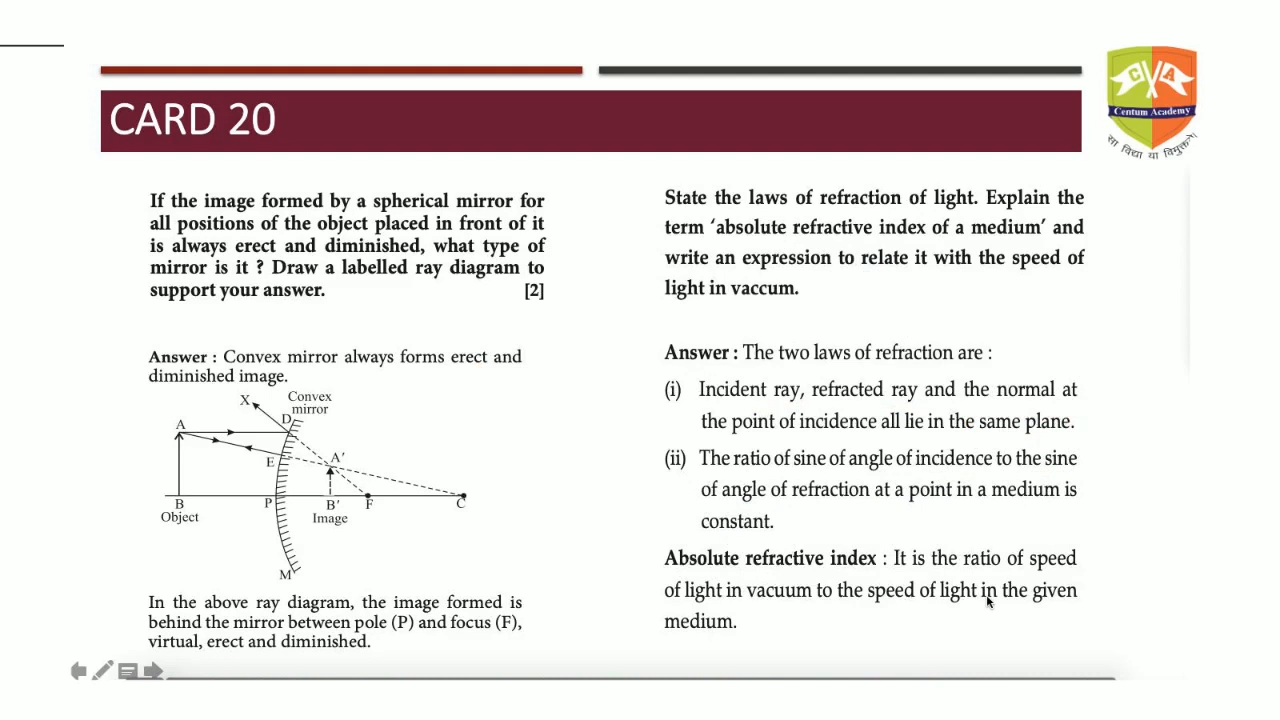 CARD 20
C A
Centum Academy
सा विद्या या विमुक्तये।
If the image formed by a spherical mirror for
all positions of the object placed in front of it
is always erect and diminished, what type of
mirror is it ? Draw a labelled ray diagram to
support your answer. [2]
Answer : Convex mirror always forms erect and
diminished image.
X
Convex
mirror
D
A
E
A'
B
P
B'
F
C
Object
Image
M
In the above ray diagram, the image formed is
behind the mirror between pole (P) and focus (F),
virtual, erect and diminished.
State the laws of refraction of light. Explain the
term ‘absolute refractive index of a medium’ and
write an expression to relate it with the speed of
light in vaccum.
Answer : The two laws of refraction are :
(i) Incident ray, refracted ray and the normal at
the point of incidence all lie in the same plane.
(ii) The ratio of sine of angle of incidence to the sine
of angle of refraction at a point in a medium is
constant.
Absolute refractive index : It is the ratio of speed
of light in vacuum to the speed of light in the given
medium.